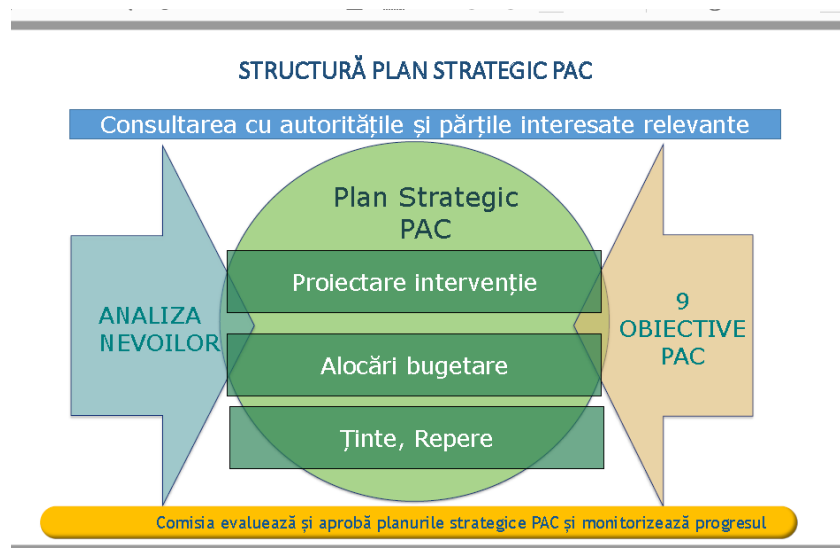 STRUCTURĂ PLAN STRATEGIC PAC
Consultarea cu autoritățile și părțile interesate relevante
Plan Strategic
PAC
Proiectare intervenție
ANALIZA
NEVOILOR
9
OBIECTIVE
PAC
Alocări bugetare
Ținte, Repere
Comisia evaluează și aprobă planurile strategice PAC și monitorizează progresul